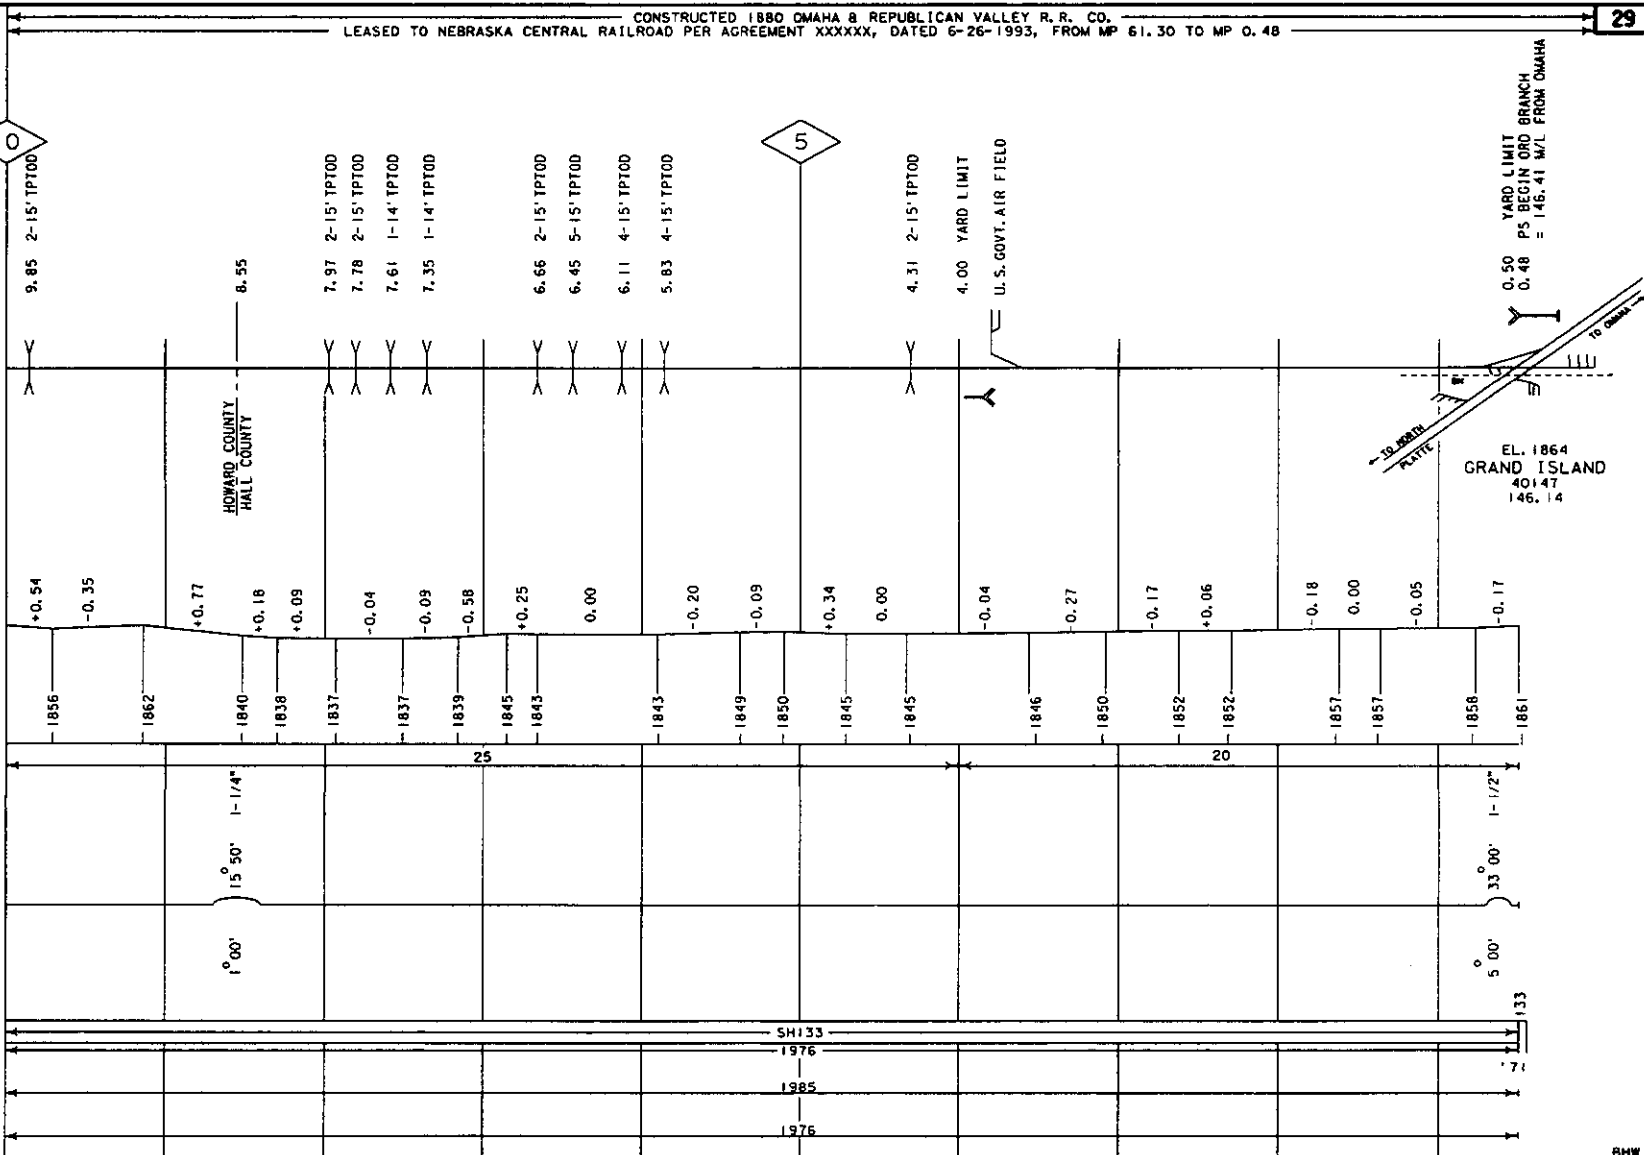 CONSTRUCTED 1880 OMAHA & REPUBLICAN VALLEY R. R. CO.
LEASED TO NEBRASKA CENTRAL RAILROAD PER AGREEMENT XXXXXX, DATED 6-26-1993, FROM MP 61.30 TO MP 0.48
29
0
5
9.85 2-15' TPTOD
8.55
7.97 2-15' TPTOD
7.78 2-15' TPTOD
7.61 1-14' TPTOD
7.35 1-14' TPTOD
6.66 2-15' TPTOD
6.45 5-15' TPTOD
6.11 4-15' TPTOD
5.83 4-15' TPTOD
4.31 2-15' TPTOD
4.00 YARD LIMIT
U.S. GOVT. AIR FIELD
0.50 YARD LIMIT
0.48 PS BEGIN ORD BRANCH
= 146.41 M/L FROM OMAHA
TO OMAHA
TO NORTH
PLATTE
HOWARD COUNTY
HALL COUNTY
EL. 1864
GRAND ISLAND
40147
146.14
+0.54
-0.35
+0.77
+0.18
+0.09
-0.04
-0.09
-0.58
+0.25
0.00
-0.20
-0.09
+0.34
0.00
-0.04
-0.27
-0.17
+0.06
-0.18
0.00
-0.05
-0.17
1856
1862
1840
1838
1837
1837
1839
1845
1843
1843
1849
1850
1845
1845
1846
1850
1852
1852
1857
1857
1858
1861
25
20
15°50' 1-1/4"
33°00' 1-1/2"
1°00'
5°00'
133
SH133
1976
'71
1985
1976
BHW